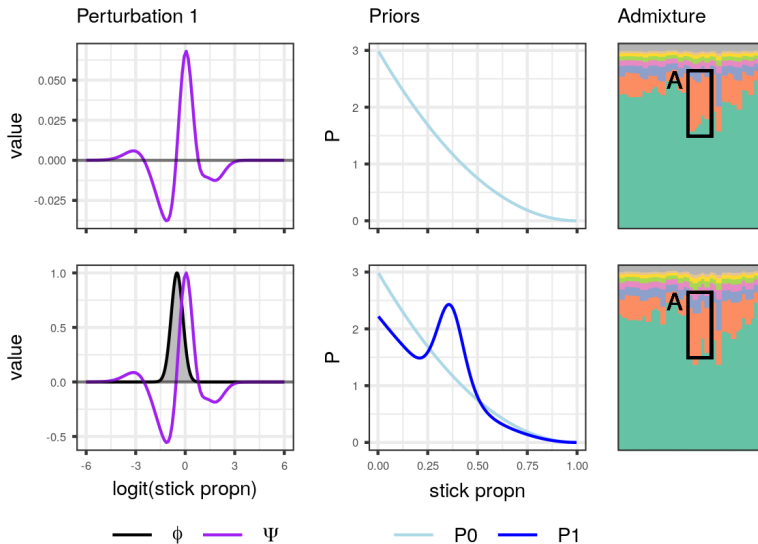 Perturbation 1
Priors
Admixture
value
0.050
0.025
0.000
-0.025
P
3
2
1
0
A
value
1.0
0.5
0.0
-0.5
-6
-3
0
3
6
logit(stick propn)
P
3
2
1
0
0.00
0.25
0.50
0.75
1.00
stick propn
A
ϕ
Ψ
P0
P1